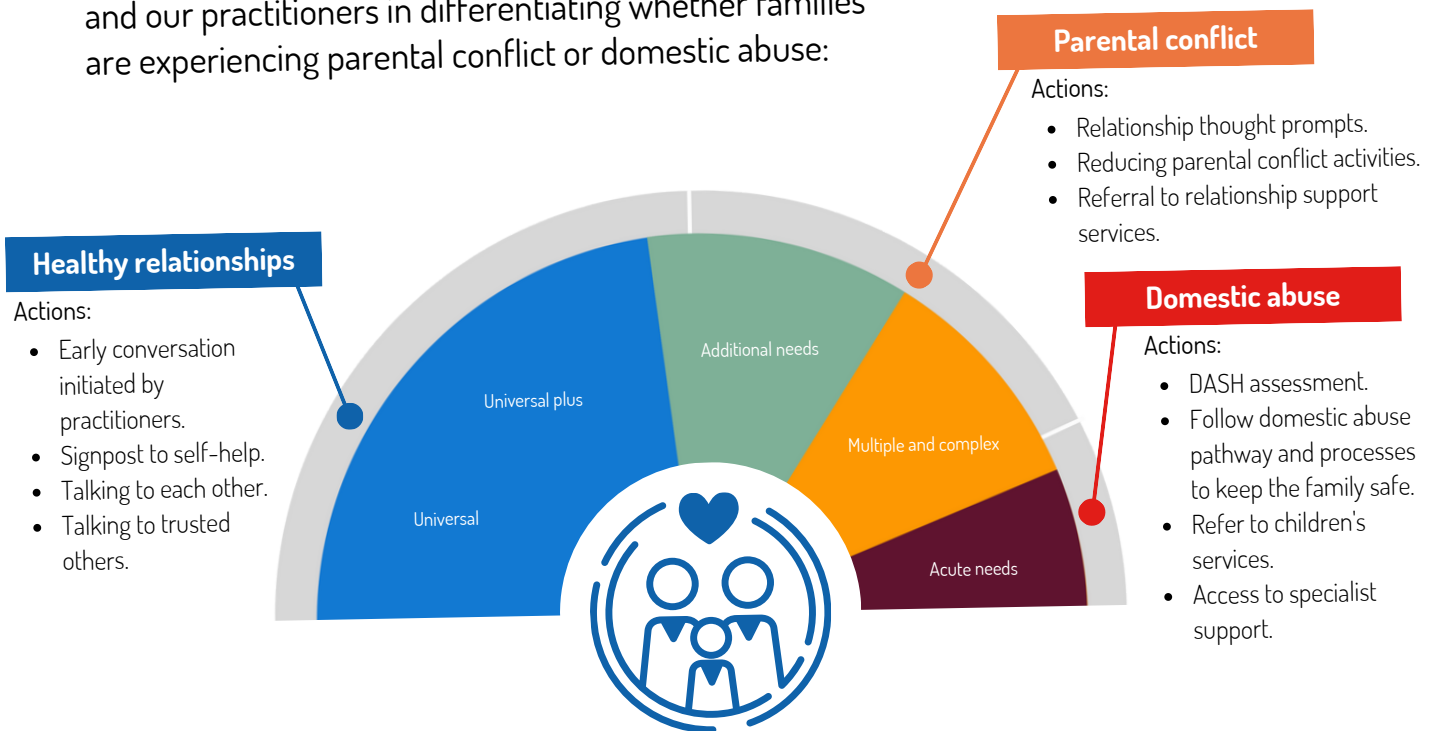 and our practitioners in differentiating whether families
are experiencing parental conflict or domestic abuse:
Parental conflict
Actions:
• Relationship thought prompts.
• Reducing parental conflict activities.
• Referral to relationship support
services.
Healthy relationships
Actions:
• Early conversation
initiated by
practitioners.
• Signpost to self-help.
• Talking to each other.
• Talking to trusted
others.
Domestic abuse
Actions:
• DASH assessment.
• Follow domestic abuse
pathway and processes
to keep the family safe.
• Refer to children's
services.
• Access to specialist
support.
Universal
Universal plus
Additional needs
Multiple and complex
Acute needs